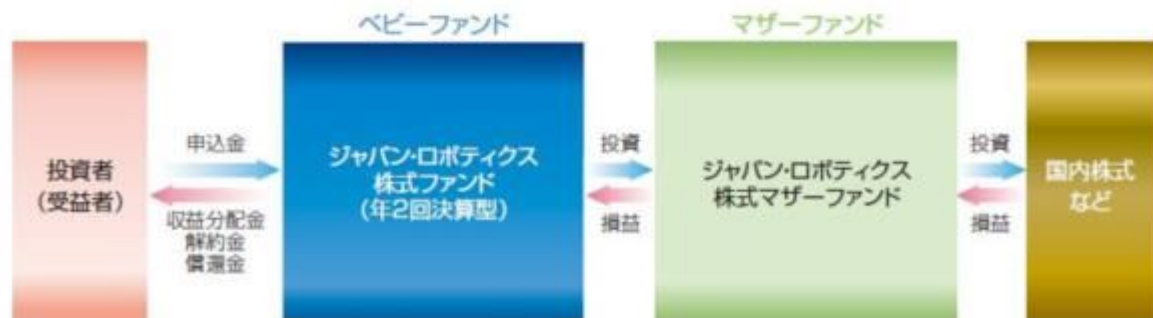 ベビーファンド
マザーファンド
投資者
(受益者)
申込金
収益分配金
解約金
償還金
ジャパン・ロボティクス
株式ファンド
(年2回決算型)
投資
損益
ジャパン・ロボティクス
株式マザーファンド
投資
損益
国内株式
など